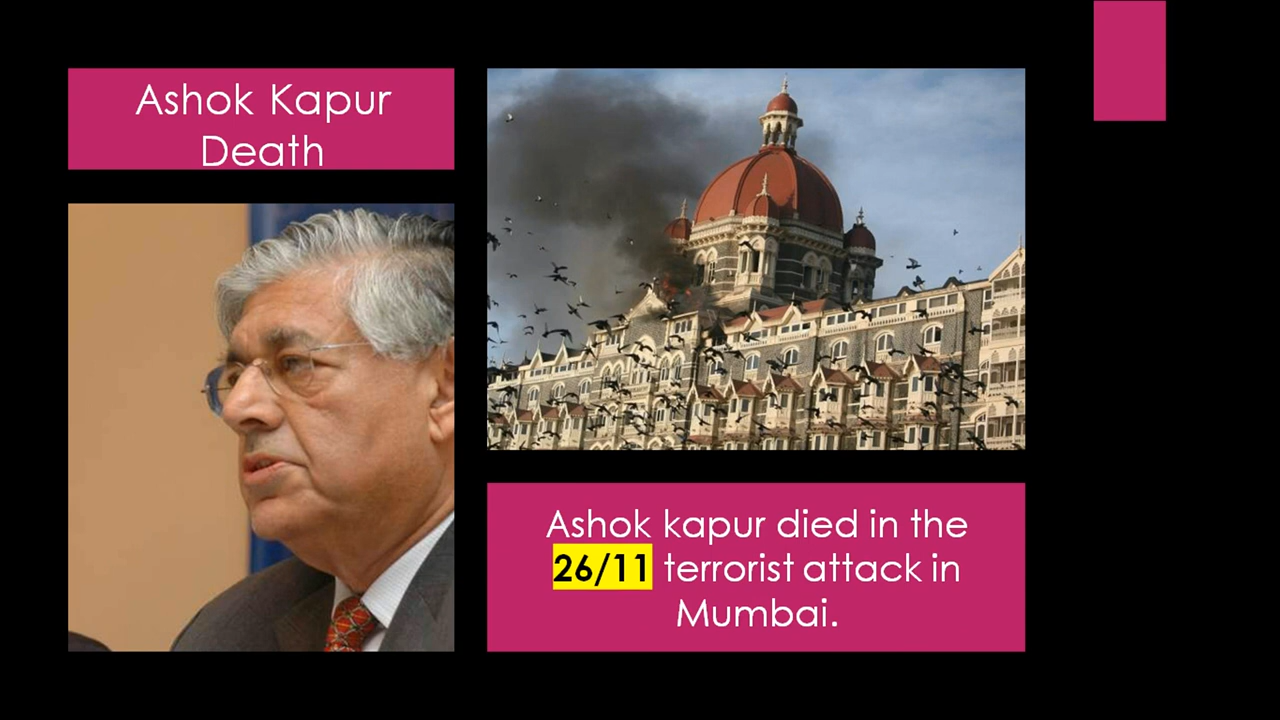 Ashok Kapur
Death
Ashok kapur died in the
26/11 terrorist attack in
Mumbai.